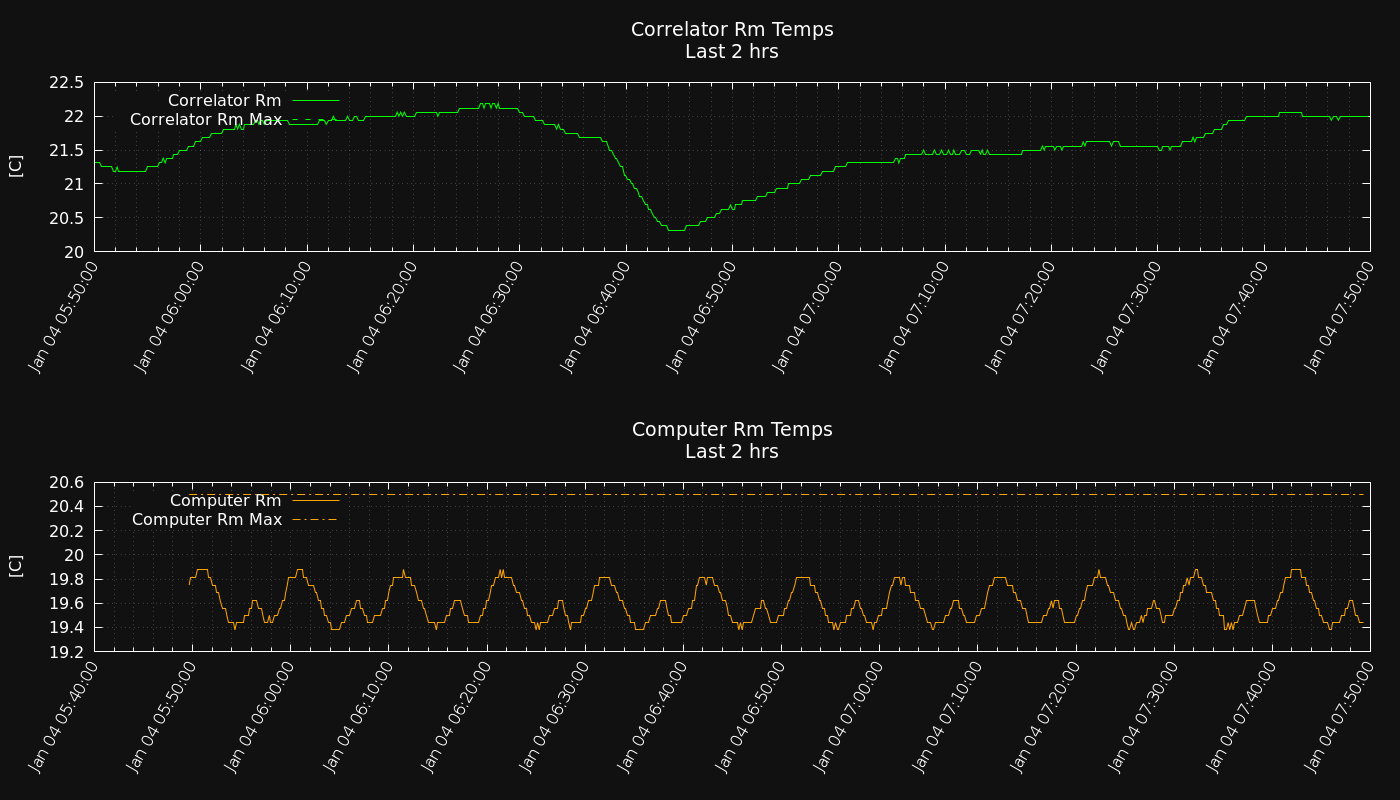 Correlator Rm Temps
Last 2 hrs
22.5
22
21.5
21
20.5
20
[C]
Correlator Rm
Correlator Rm Max
Jan 04 05:50:00
Jan 04 06:00:00
Jan 04 06:10:00
Jan 04 06:20:00
Jan 04 06:30:00
Jan 04 06:40:00
Jan 04 06:50:00
Jan 04 07:00:00
Jan 04 07:10:00
Jan 04 07:20:00
Jan 04 07:30:00
Jan 04 07:40:00
Jan 04 07:50:00
Computer Rm Temps
Last 2 hrs
20.6
20.4
20.2
20
19.8
19.6
19.4
19.2
[C]
Computer Rm
Computer Rm Max
Jan 04 05:40:00
Jan 04 05:50:00
Jan 04 06:00:00
Jan 04 06:10:00
Jan 04 06:20:00
Jan 04 06:30:00
Jan 04 06:40:00
Jan 04 06:50:00
Jan 04 07:00:00
Jan 04 07:10:00
Jan 04 07:20:00
Jan 04 07:30:00
Jan 04 07:40:00
Jan 04 07:50:00